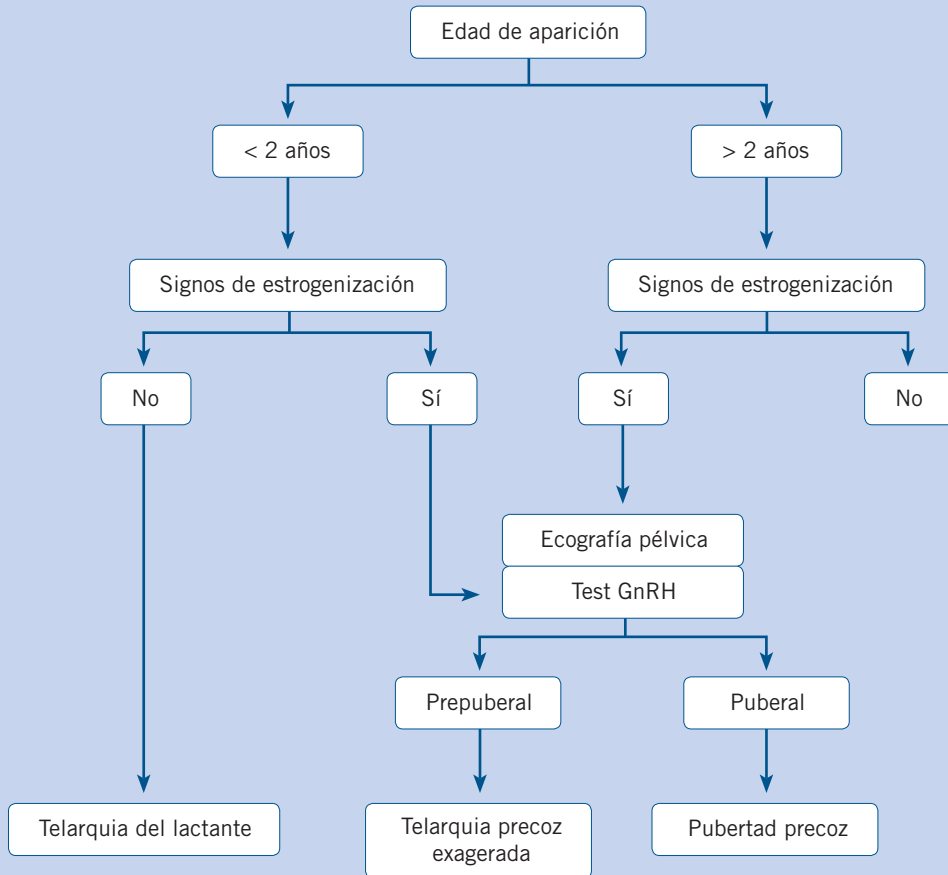 Edad de aparición
< 2 años
> 2 años
Signos de estrogenización
Signos de estrogenización
No
Sí
Sí
No
Ecografía pélvica
Test GnRH
Prepuberal
Puberal
Telarquia del lactante
Telarquia precoz
exagerada
Pubertad precoz